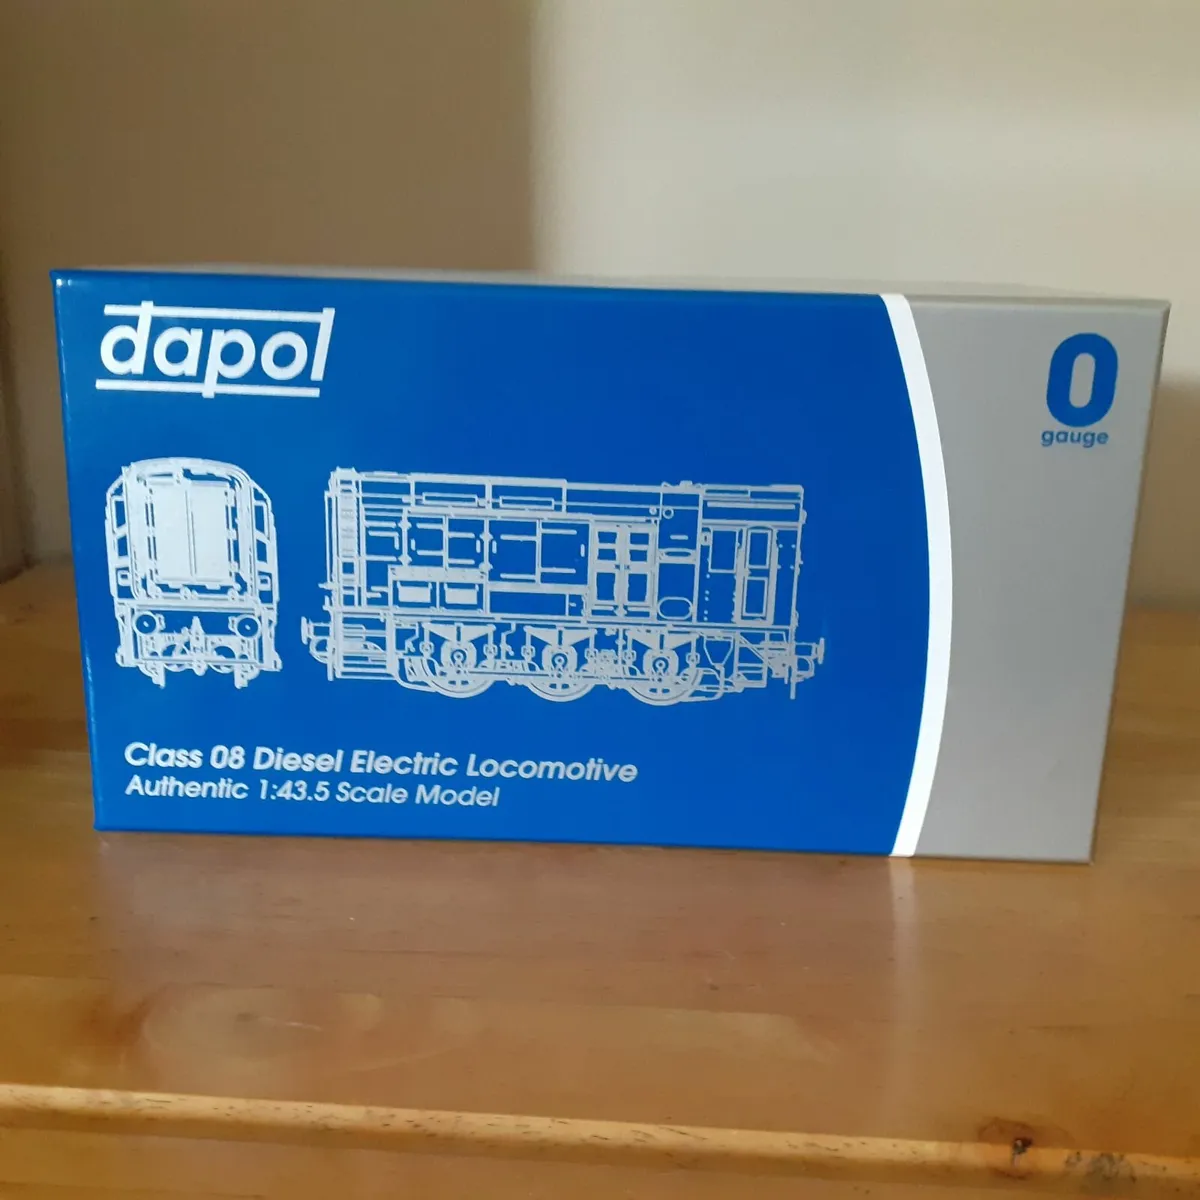 dapol
0
gauge
Class 08 Diesel Electric Locomotive
Authentic 1:43.5 Scale Model